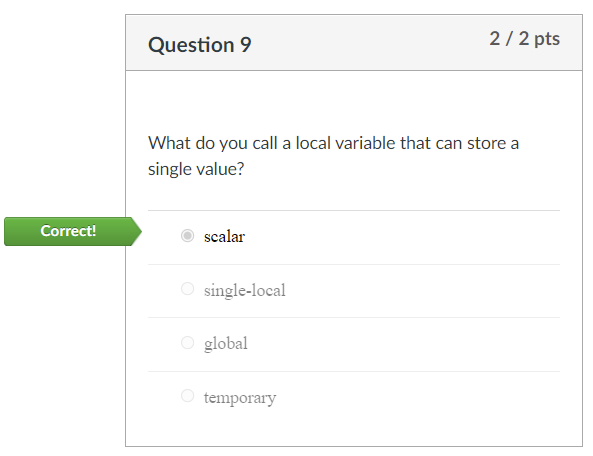 Question 9
2 / 2 pts
What do you call a local variable that can store a
single value?
Correct!
scalar
single-local
global
temporary